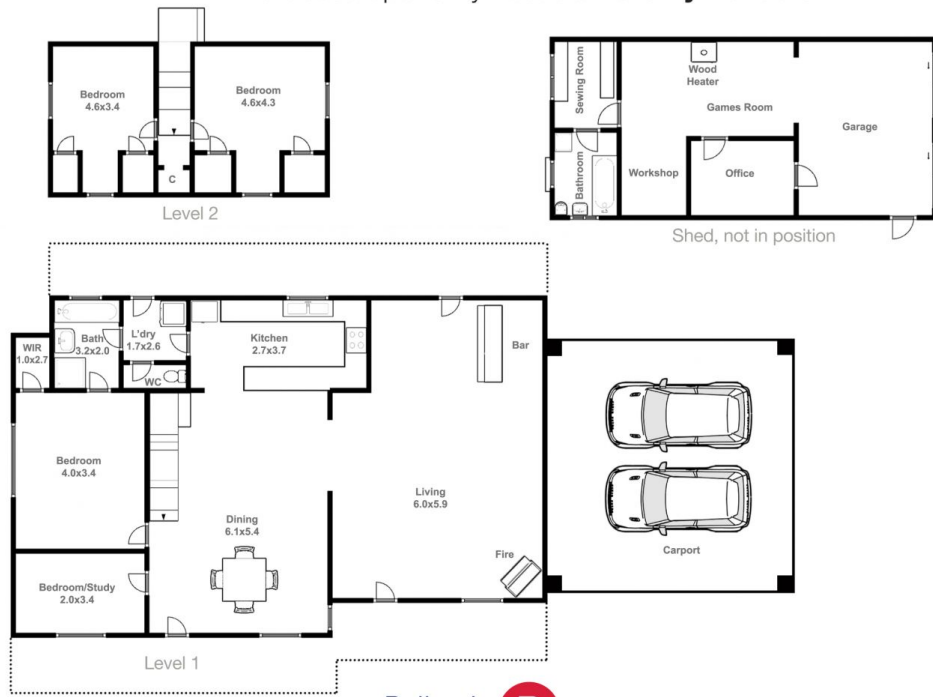 Bedroom
4.6x3.4
Bedroom
4.6x4.3
C
Level 2
Sewing Room
Wood
Heater
Games Room
Garage
Bathroom
Workshop
Office
Shed, not in position
WIR
1.0x2.7
Bath
3.2x2.0
L'dry
1.7x2.6
WC
Kitchen
2.7x3.7
Bar
Bedroom
4.0x3.4
Dining
6.1x5.4
Living
6.0x5.9
Fire
Carport
Bedroom/Study
2.0x3.4
Level 1